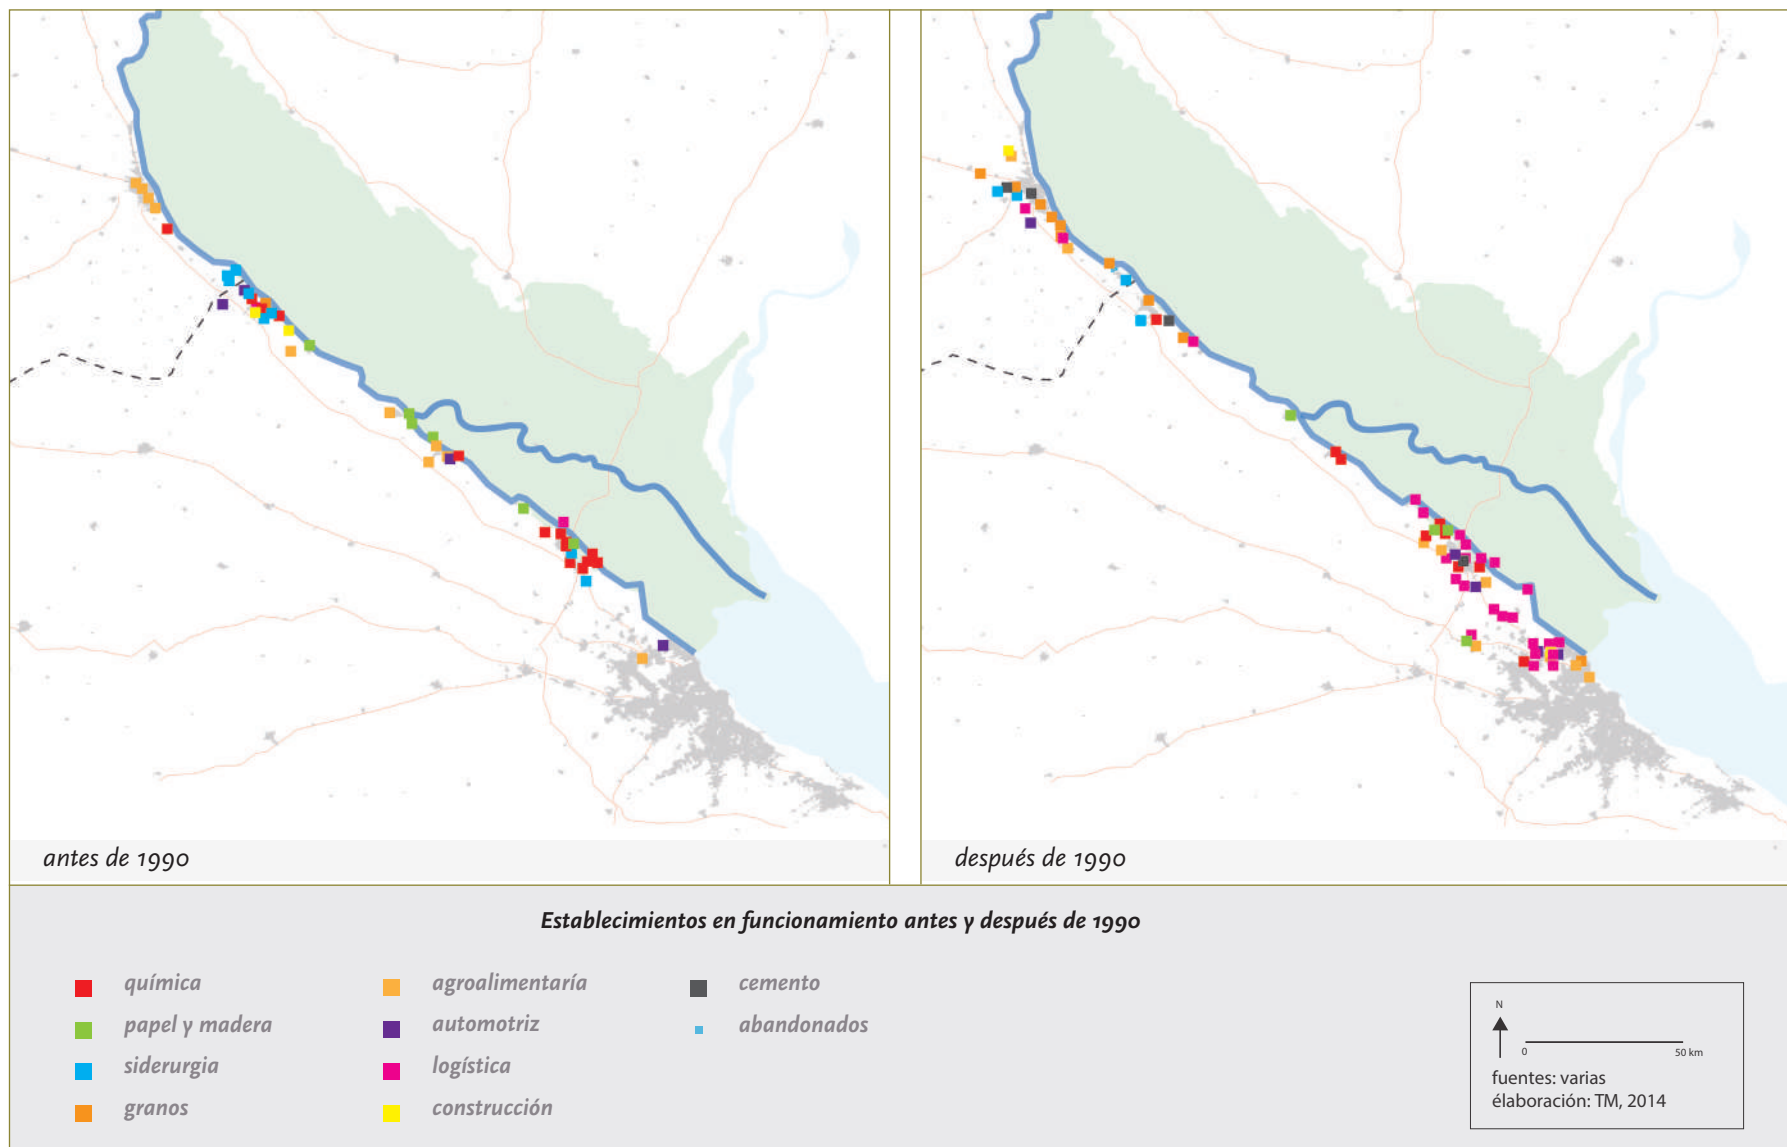 antes de 1990
después de 1990
Establecimientos en funcionamiento antes y después de 1990
química
papel y madera
siderurgia
granos
agroalimentaría
automotriz
logística
construcción
cemento
abandonados
N
0
50 km
fuentes: varias
élaboración: TM, 2014